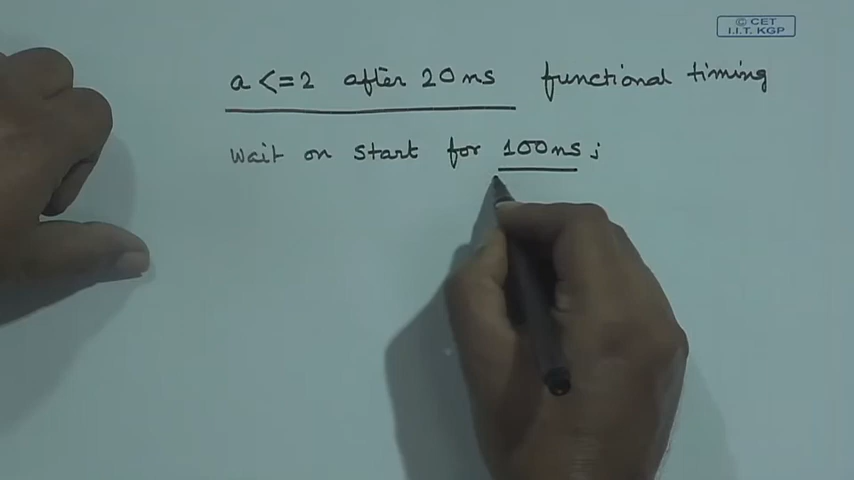 © CET
I.I.T. KGP
a <= 2 after 20 ns functional timing
wait on start for 100 ns ;